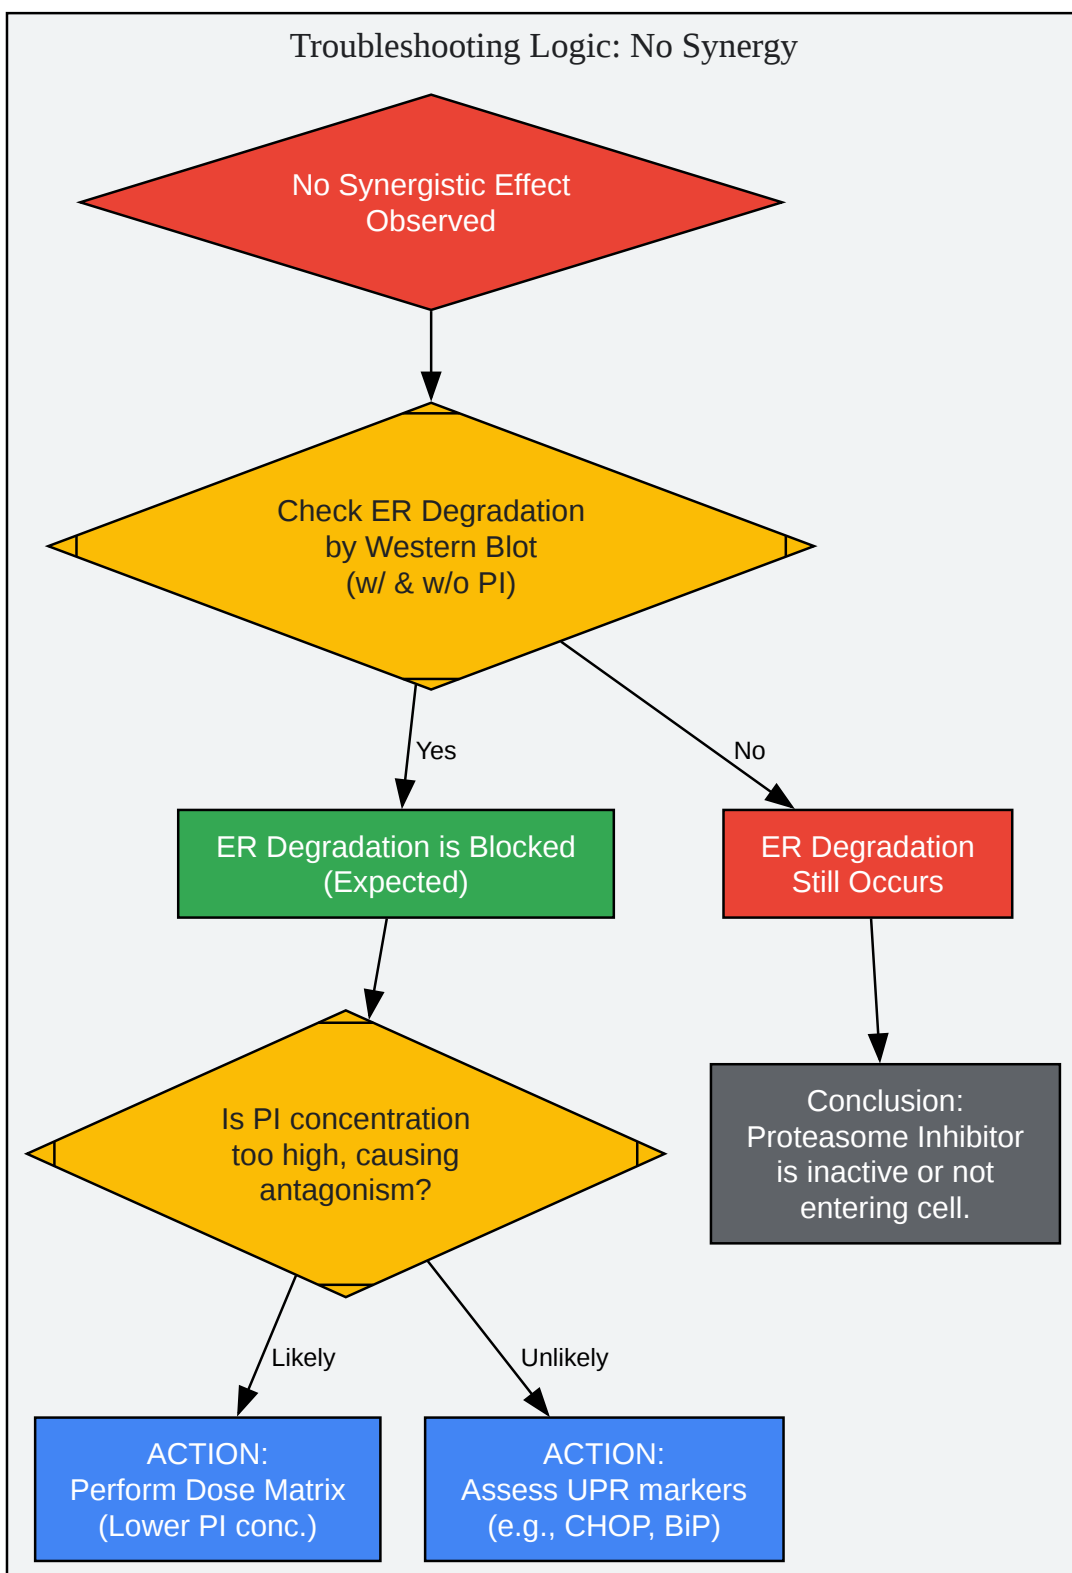 Troubleshooting Logic: No Synergy
No Synergistic Effect
Observed
Check ER Degradation
by Western Blot
(w/ & w/o PI)
Yes
No
ER Degradation is Blocked
(Expected)
ER Degradation
Still Occurs
Is PI concentration
too high, causing
antagonism?
Conclusion:
Proteasome Inhibitor
is inactive or not
entering cell.
Likely
Unlikely
ACTION:
Perform Dose Matrix
(Lower PI conc.)
ACTION:
Assess UPR markers
(e.g., CHOP, BiP)